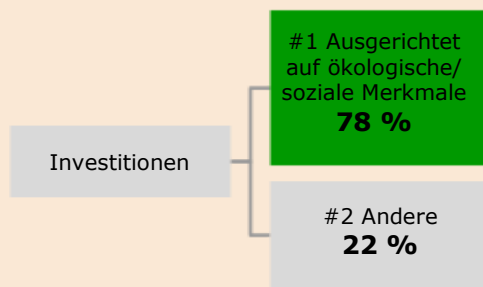 #1 Ausgerichtet
auf ökologische/
soziale Merkmale
78 %
Investitionen
#2 Andere
22 %